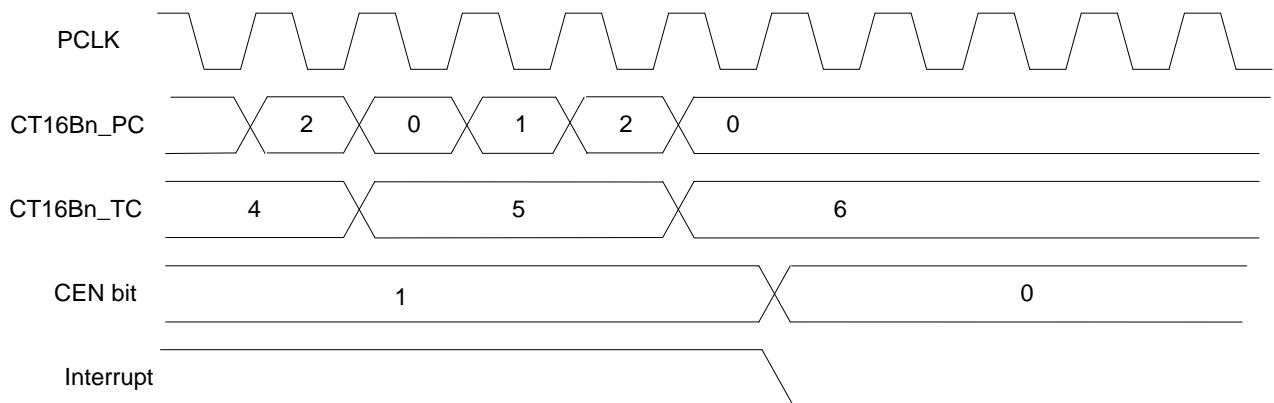 PCLK
CT16Bn_PC 2 0 1 2 0
CT16Bn_TC 4 5 6
CEN bit 1 0
Interrupt